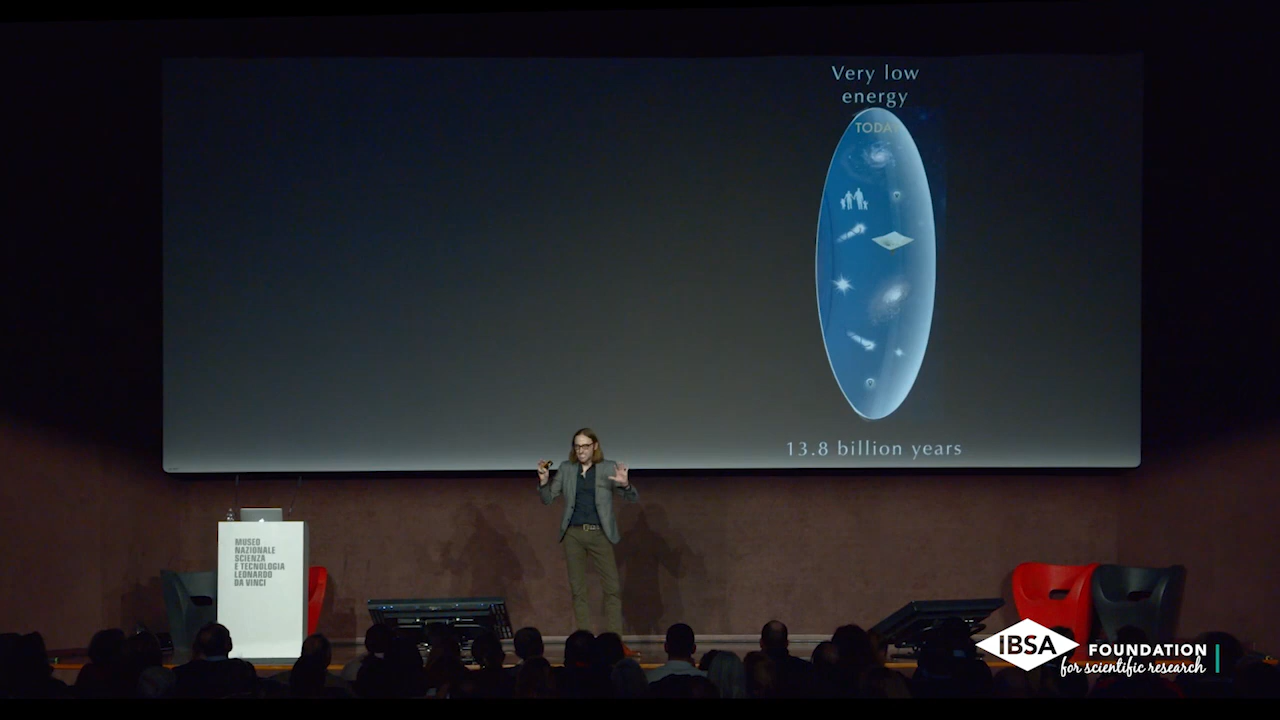 Very low
energy
TODAY
13.8 billion years
MUSEO
NAZIONALE
SCIENZA
E TECNOLOGIA
LEONARDO
DA VINCI
IBSA FOUNDATION
for scientific research